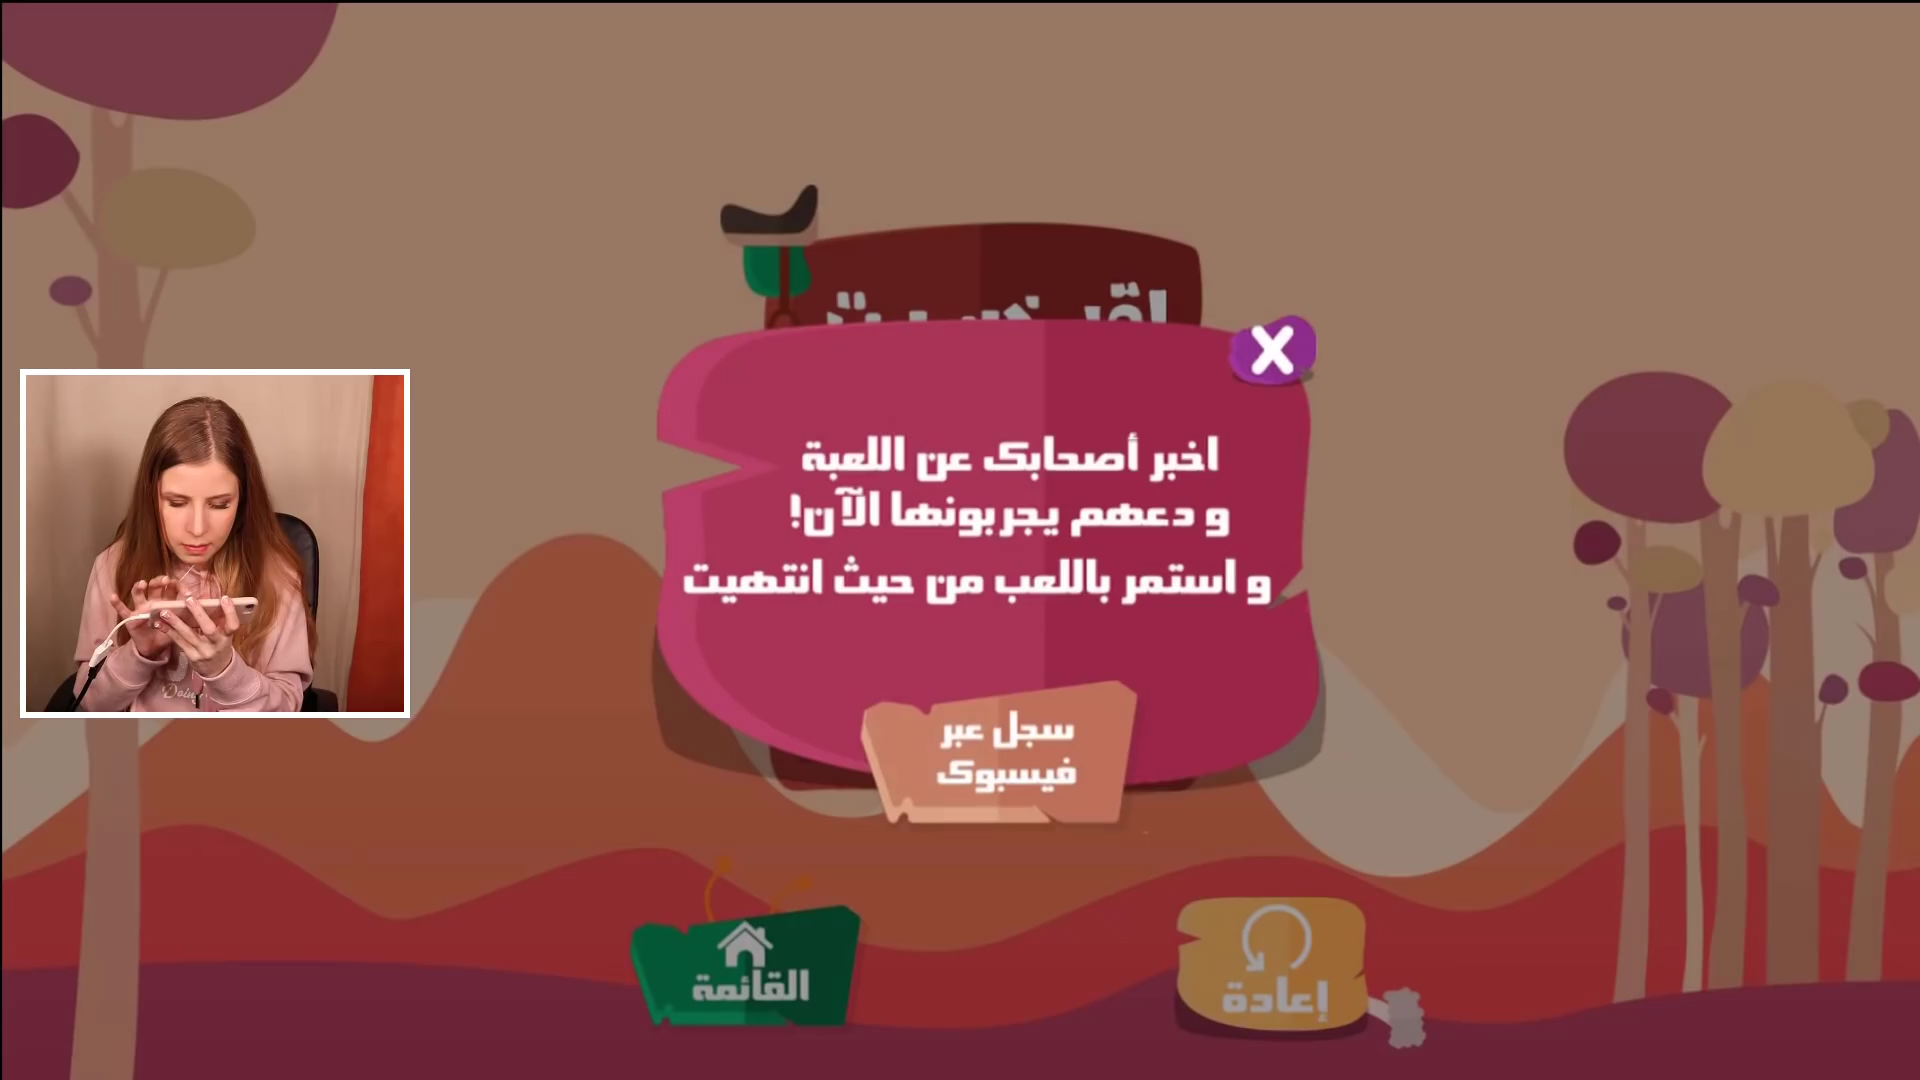 اخبر أصحابك عن اللعبة
و دعهم يجربونها الآن!
و استمر باللعب من حيث انتهيت
سجل عبر
فيسبوك
القائمة
إعادة